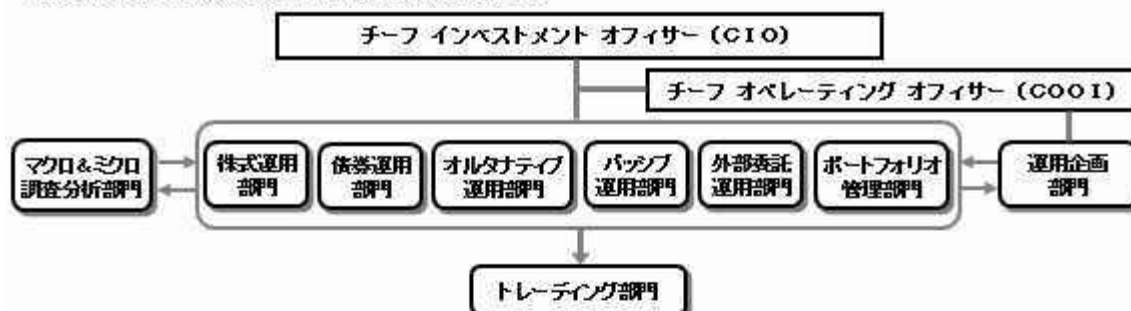 チーフ インベストメント オフィサー (CIO)
チーフ オペレーティング オフィサー (COOI)
マクロ&ミクロ
調査分析部門
株式運用
部門
債券運用
部門
オルタナティブ
運用部門
パッシブ
運用部門
外部委託
運用部門
ポートフォリオ
管理部門
運用企画
部門
トレーディング部門